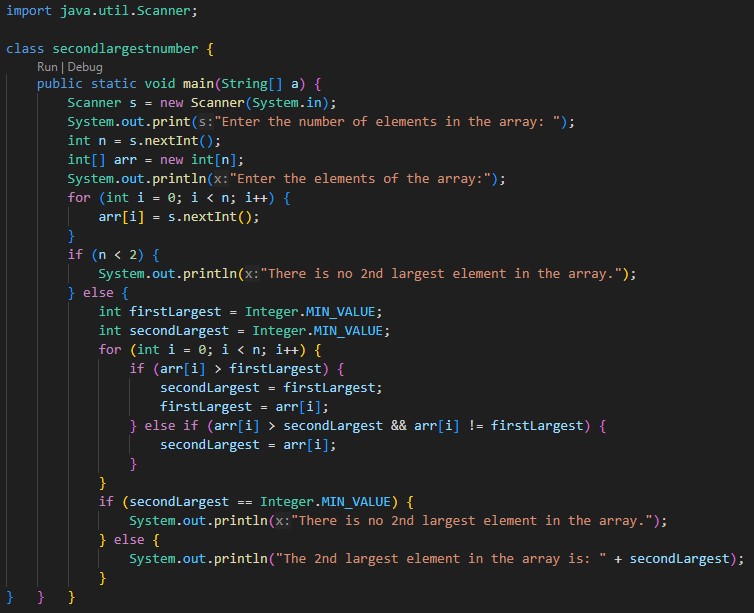 import java.util.Scanner;
class secondlargestnumber {
Run | Debug
public static void main(String[] a) {
Scanner s = new Scanner(System.in);
System.out.print(s:"Enter the number of elements in the array: ");
int n = s.nextInt();
int[] arr = new int[n];
System.out.println(x:"Enter the elements of the array:");
for (int i = 0; i < n; i++) {
arr[i] = s.nextInt();
}
if (n < 2) {
System.out.println(x:"There is no 2nd largest element in the array.");
} else {
int firstLargest = Integer.MIN_VALUE;
int secondLargest = Integer.MIN_VALUE;
for (int i = 0; i < n; i++) {
if (arr[i] > firstLargest) {
secondLargest = firstLargest;
firstLargest = arr[i];
} else if (arr[i] > secondLargest && arr[i] != firstLargest) {
secondLargest = arr[i];
}
}
if (secondLargest == Integer.MIN_VALUE) {
System.out.println(x:"There is no 2nd largest element in the array.");
} else {
System.out.println("The 2nd largest element in the array is: " + secondLargest);
}
} } }